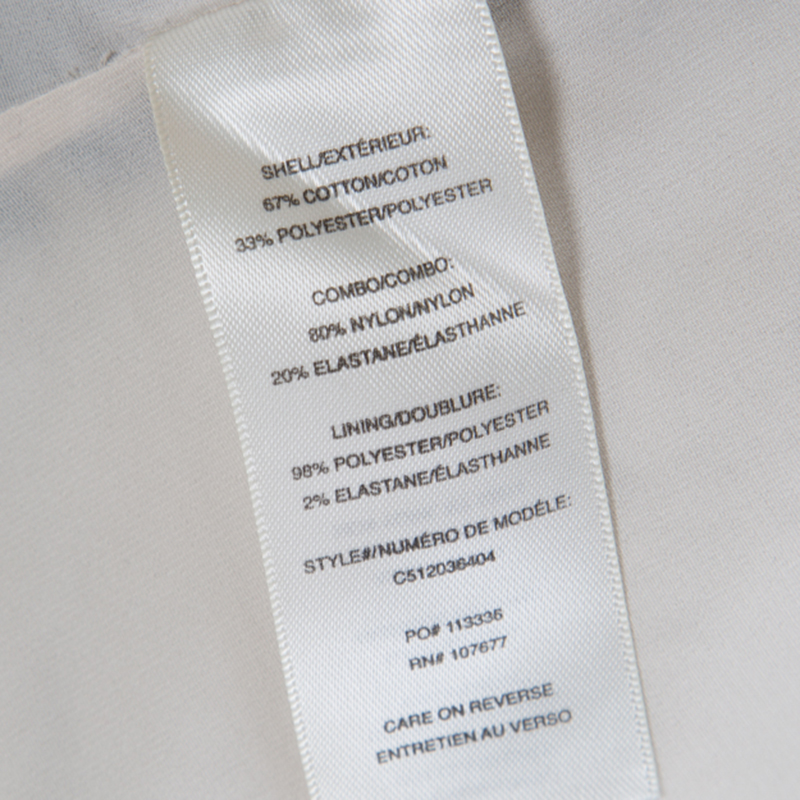 SHELL/EXTÉRIEUR:
67% COTTON/COTON
33% POLYESTER/POLYESTER
COMBO/COMBO:
80% NYLON/NYLON
20% ELASTANE/ÉLASTHANNE
LINING/DOUBLURE:
98% POLYESTER/POLYESTER
2% ELASTANE/ÉLASTHANNE
STYLE#/NUMÉRO DE MODÉLE:
C512036404
PO# 113336
RN# 107677
CARE ON REVERSE
ENTRETIEN AU VERSO